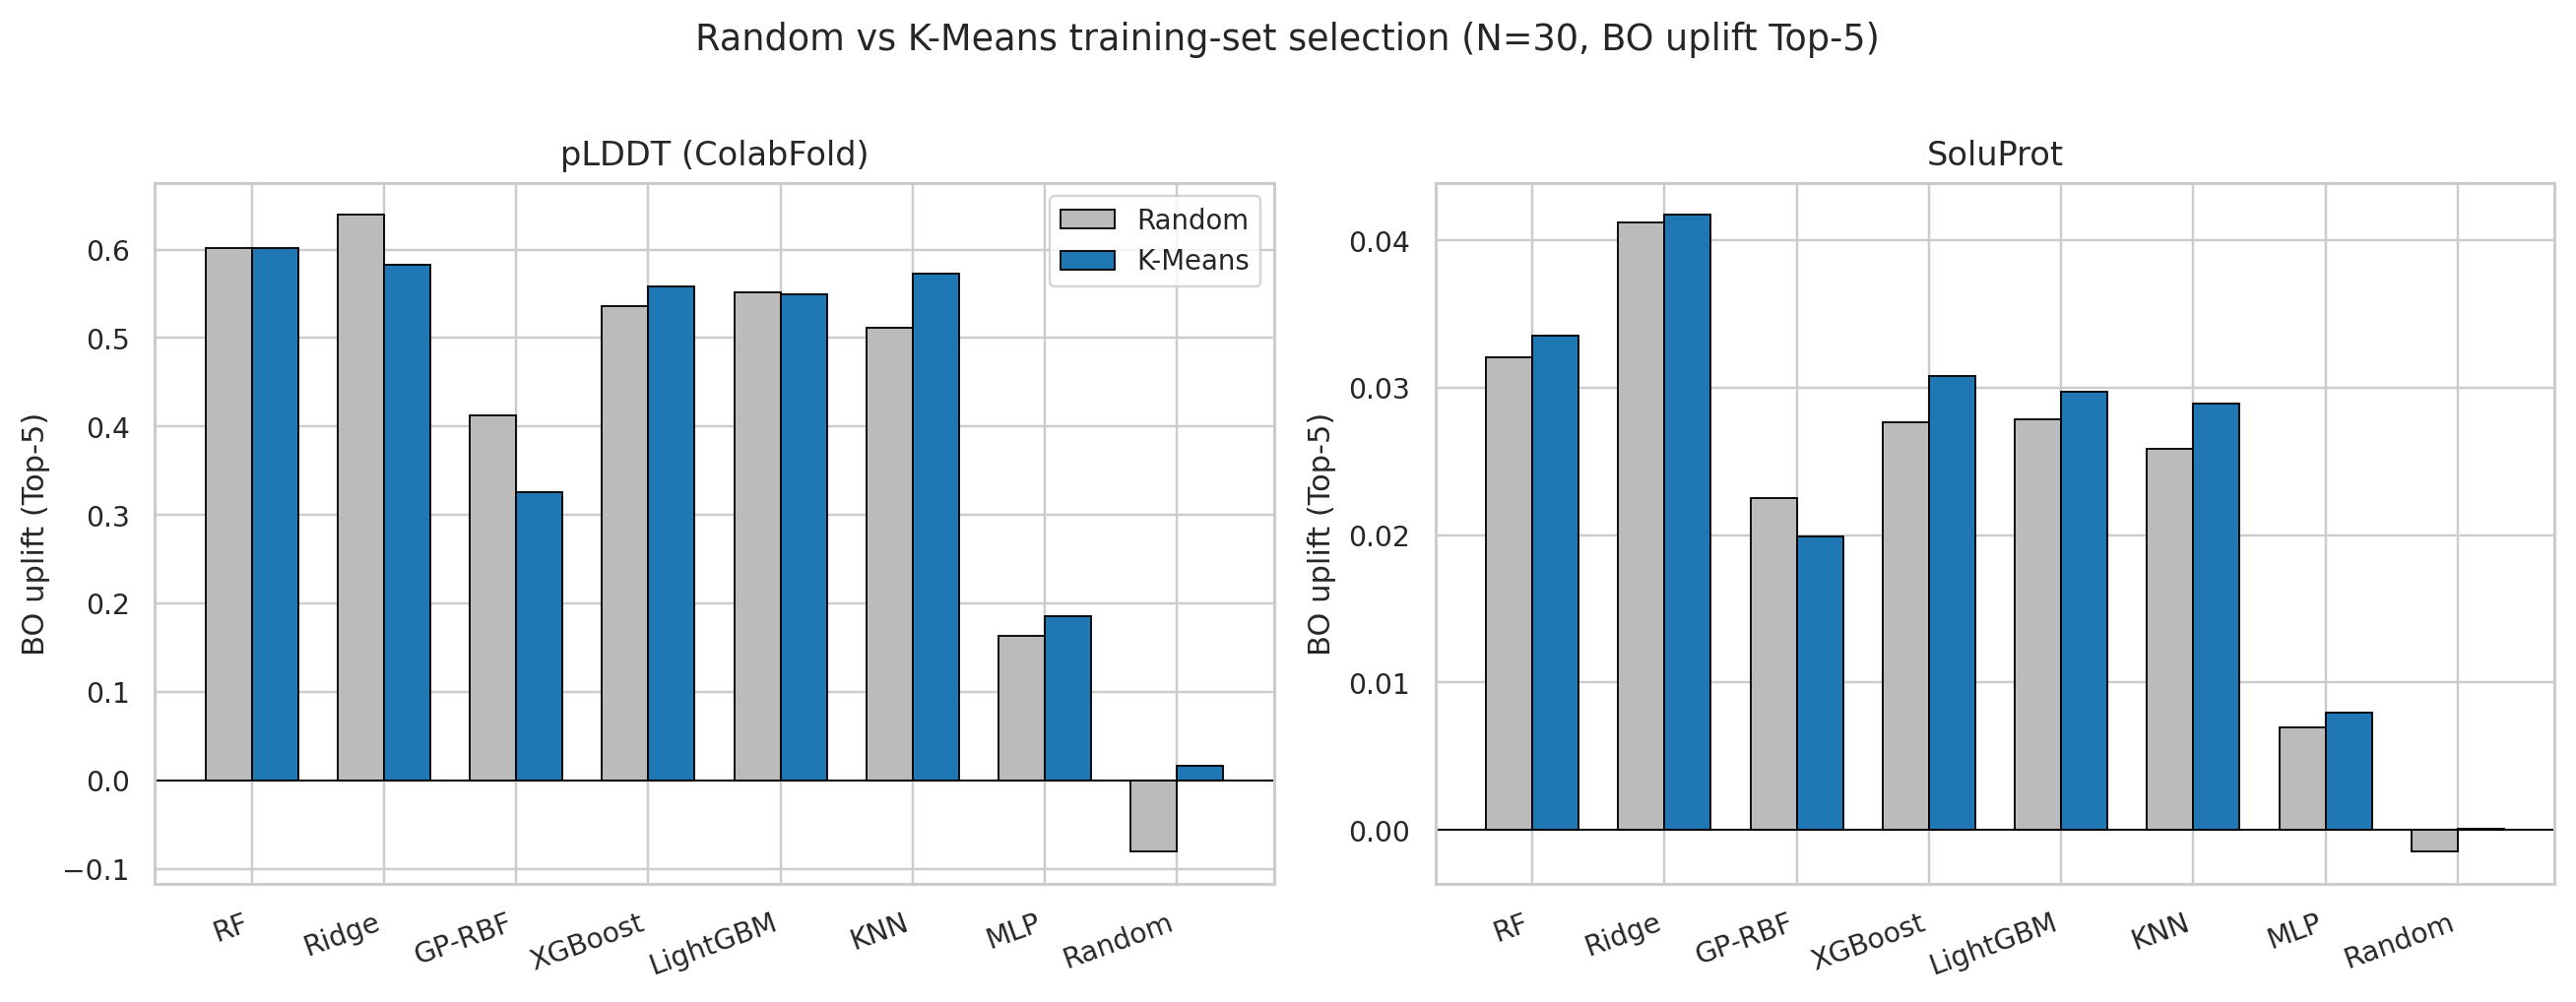 Random vs K-Means training-set selection (N=30, BO uplift Top-5)
pLDDT (ColabFold)
BO uplift (Top-5)
0.6
0.5
0.4
0.3
0.2
0.1
0.0
−0.1
Random
K-Means
RF
Ridge
GP-RBF
XGBoost
LightGBM
KNN
MLP
Random
SoluProt
BO uplift (Top-5)
0.04
0.03
0.02
0.01
0.00
RF
Ridge
GP-RBF
XGBoost
LightGBM
KNN
MLP
Random